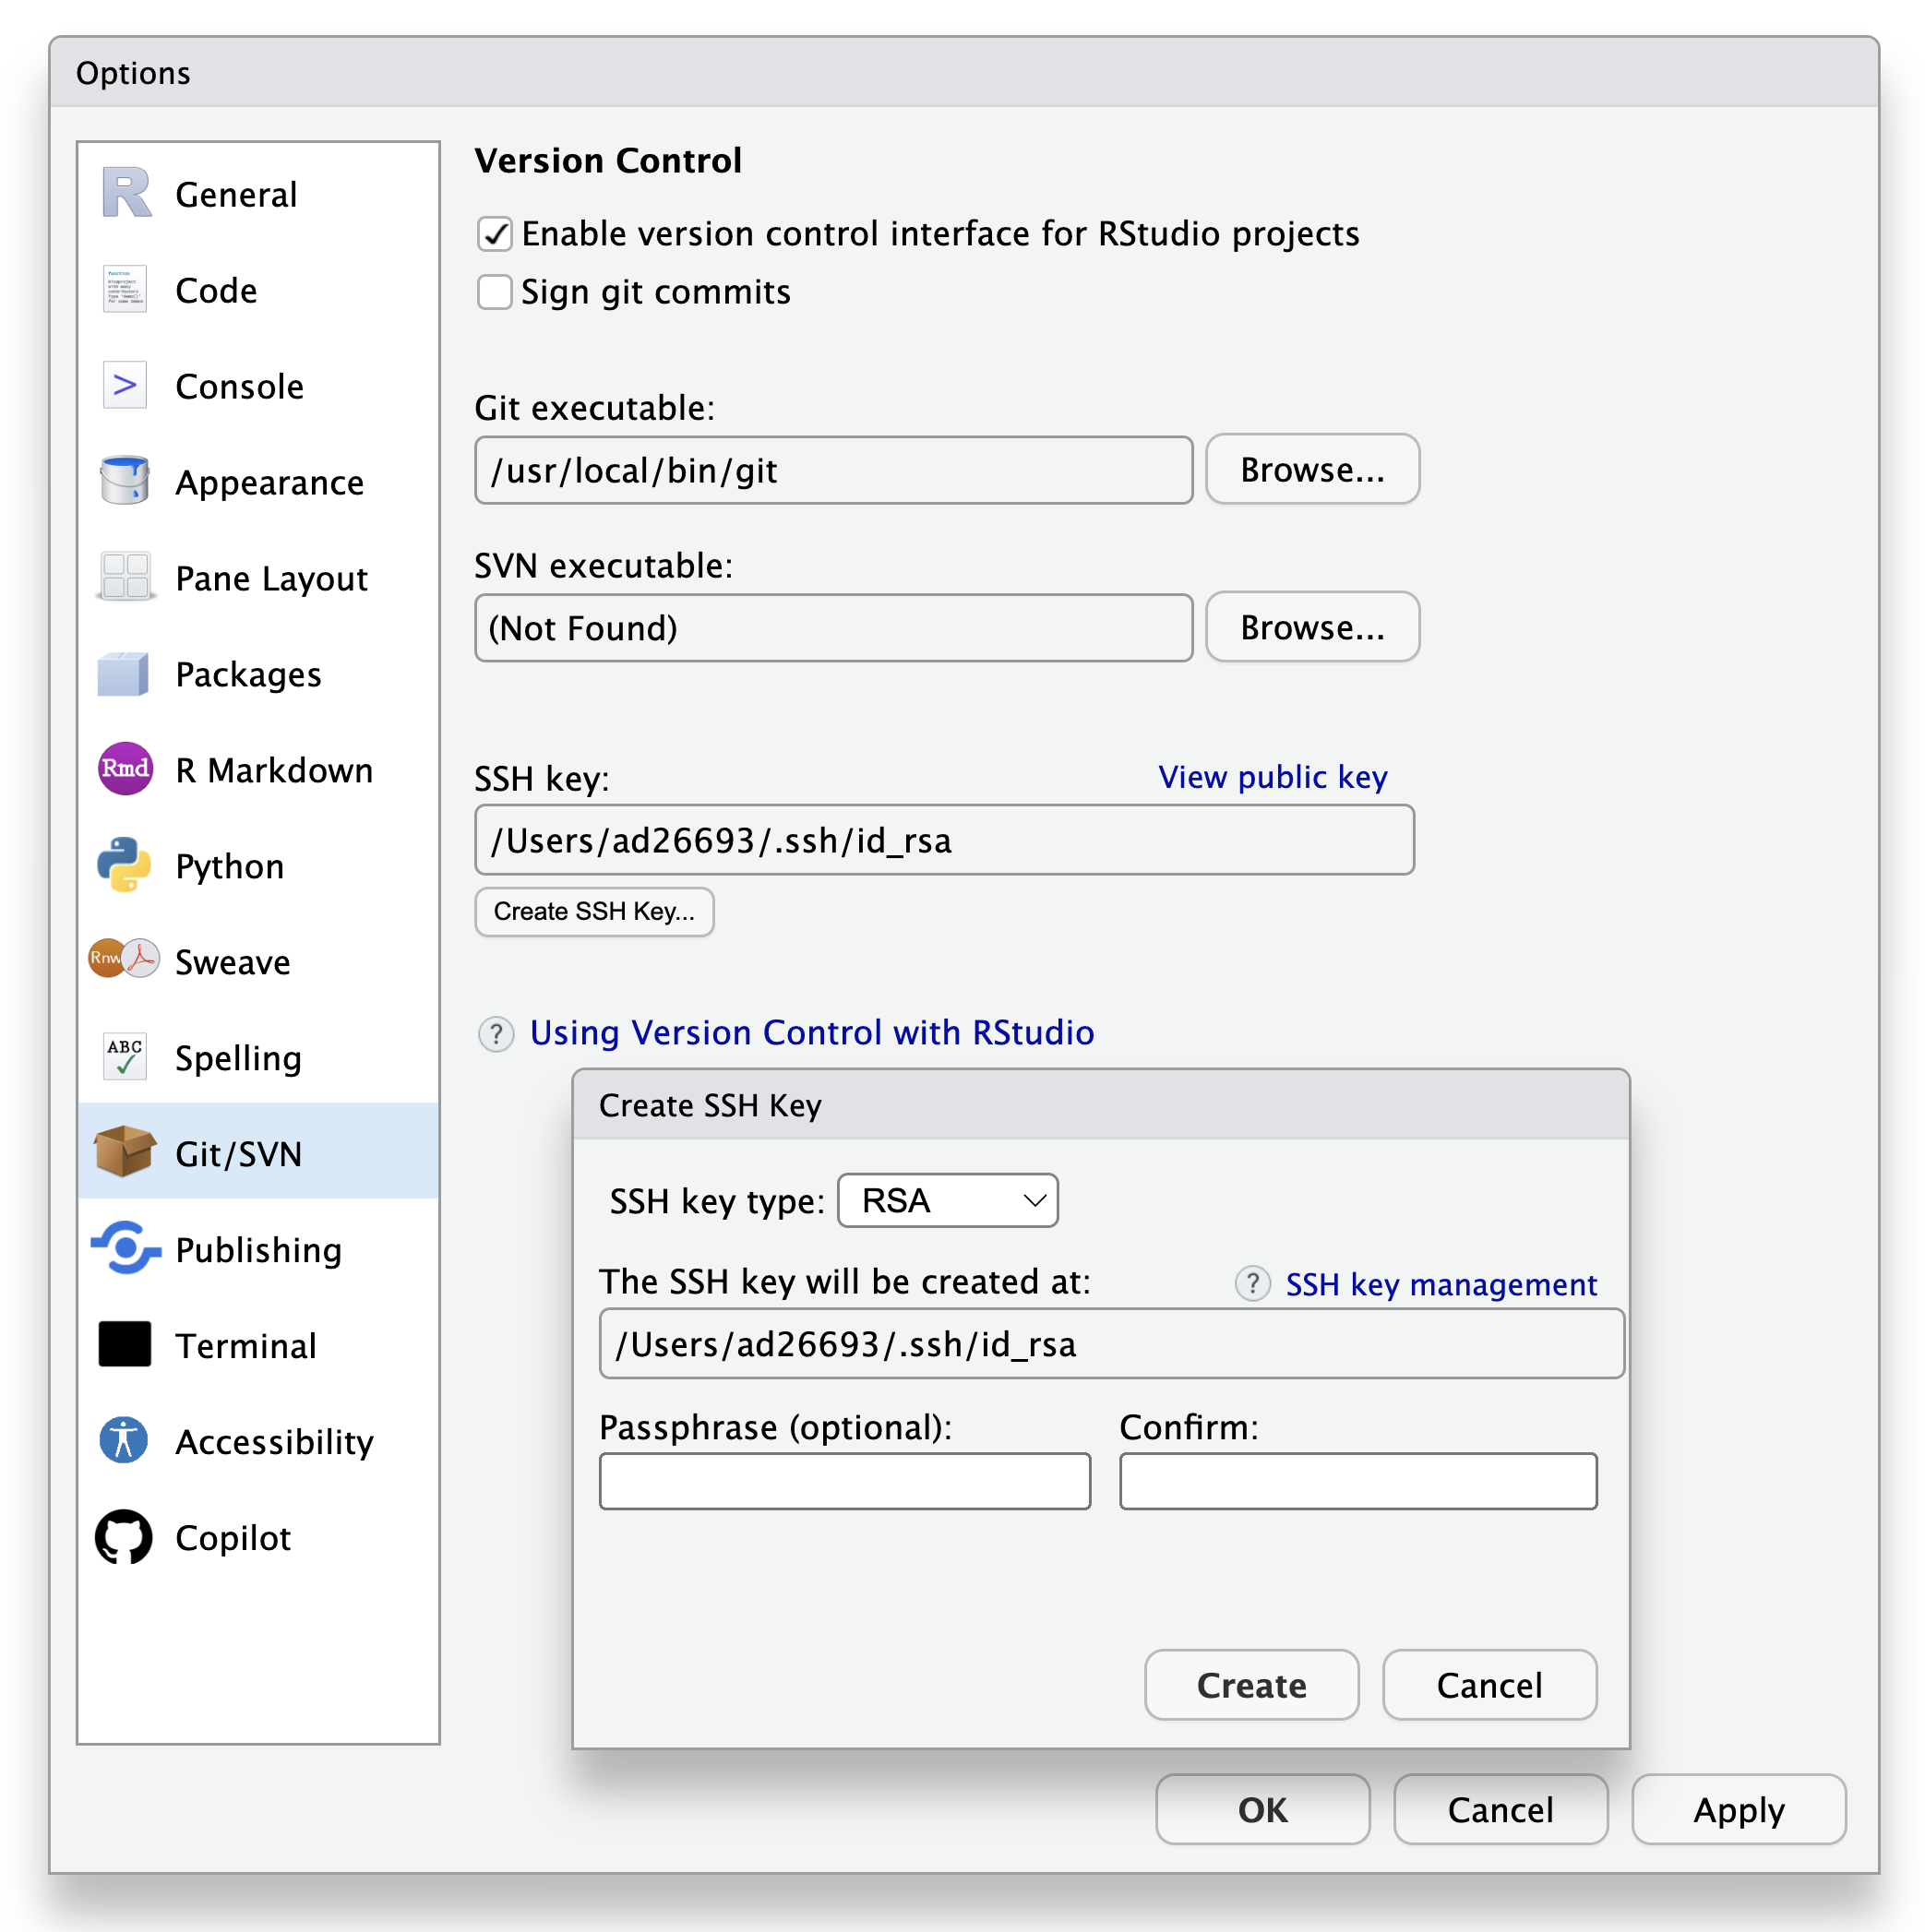 Options
General
Code
Console
Appearance
Pane Layout
Packages
Rmd R Markdown
Python
Rnw Sweave
ABC Spelling
Git/SVN
Publishing
Terminal
Accessibility
Copilot
Version Control
Enable version control interface for RStudio projects
Sign git commits
Git executable:
/usr/local/bin/git Browse...
SVN executable:
(Not Found) Browse...
SSH key: View public key
/Users/ad26693/.ssh/id_rsa
Create SSH Key...
? Using Version Control with RStudio
Create SSH Key
SSH key type: RSA
The SSH key will be created at: ? SSH key management
/Users/ad26693/.ssh/id_rsa
Passphrase (optional): Confirm:
Create Cancel
OK Cancel Apply